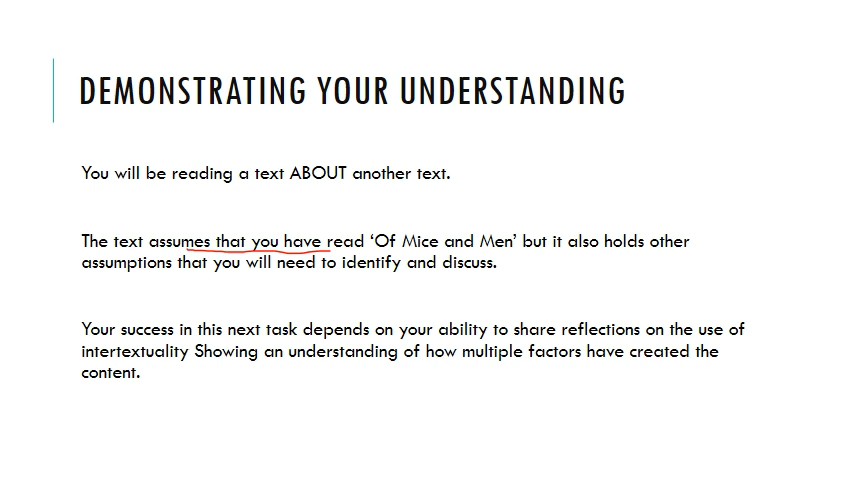 DEMONSTRATING YOUR UNDERSTANDING
You will be reading a text ABOUT another text.
The text assumes that you have read ‘Of Mice and Men’ but it also holds other
assumptions that you will need to identify and discuss.
Your success in this next task depends on your ability to share reflections on the use of
intertextuality Showing an understanding of how multiple factors have created the
content.